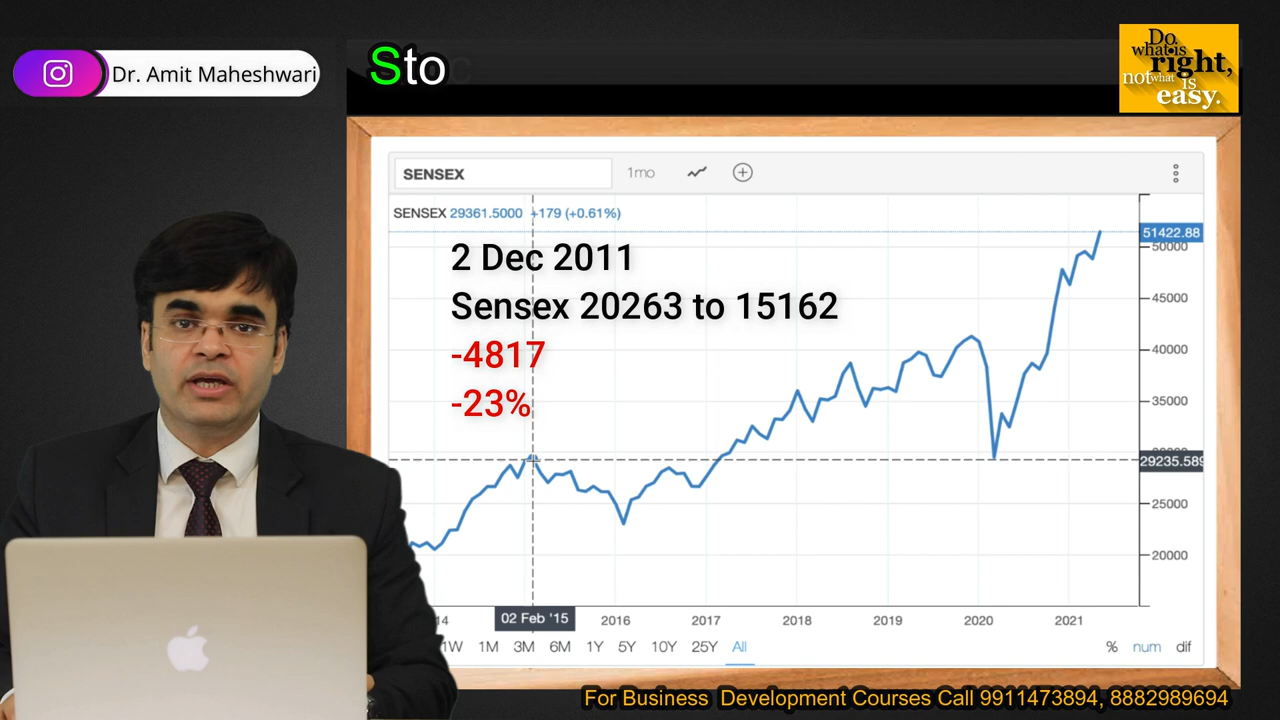 Dr. Amit Maheshwari
Stoc
Do
what is
right,
not what
is
easy.
SENSEX
1mo
SENSEX 29361.5000 +179 (+0.61%)
2 Dec 2011
Sensex 20263 to 15162
-4817
-23%
51422.88
50000
45000
40000
35000
30000
29235.589
25000
20000
14 02 Feb '15 2016 2017 2018 2019 2020 2021
1W 1M 3M 6M 1Y 5Y 10Y 25Y All % num dif
For Business Development Courses Call 9911473894, 8882989694